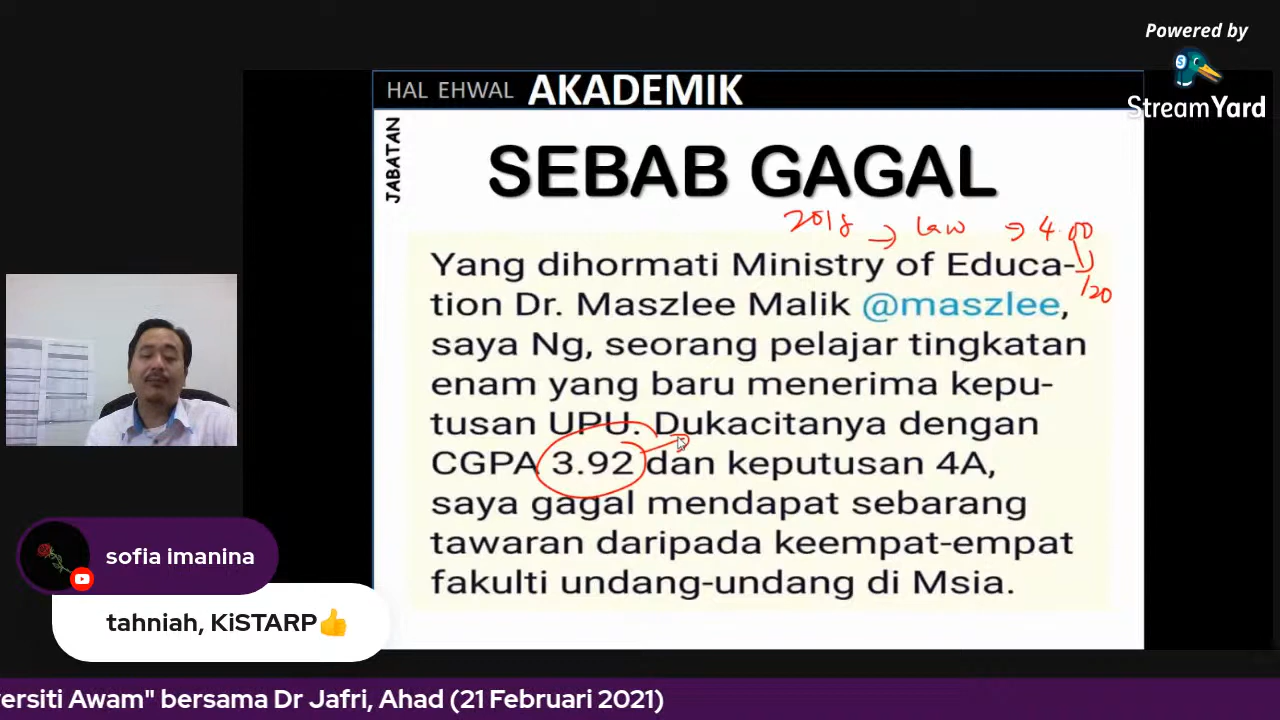 Powered by
StreamYard
HAL EHWAL AKADEMIK
JABATAN
SEBAB GAGAL
2018 → law → 4.00
120
Yang dihormati Ministry of Educa-
tion Dr. Maszlee Malik @maszlee,
saya Ng, seorang pelajar tingkatan
enam yang baru menerima kepu-
tusan UPU. Dukacitanya dengan
CGPA 3.92 dan keputusan 4A,
saya gagal mendapat sebarang
tawaran daripada keempat-empat
fakulti undang-undang di Msia.
sofia imanina
tahniah, KiSTARP👍
versiti Awam" bersama Dr Jafri, Ahad (21 Februari 2021)